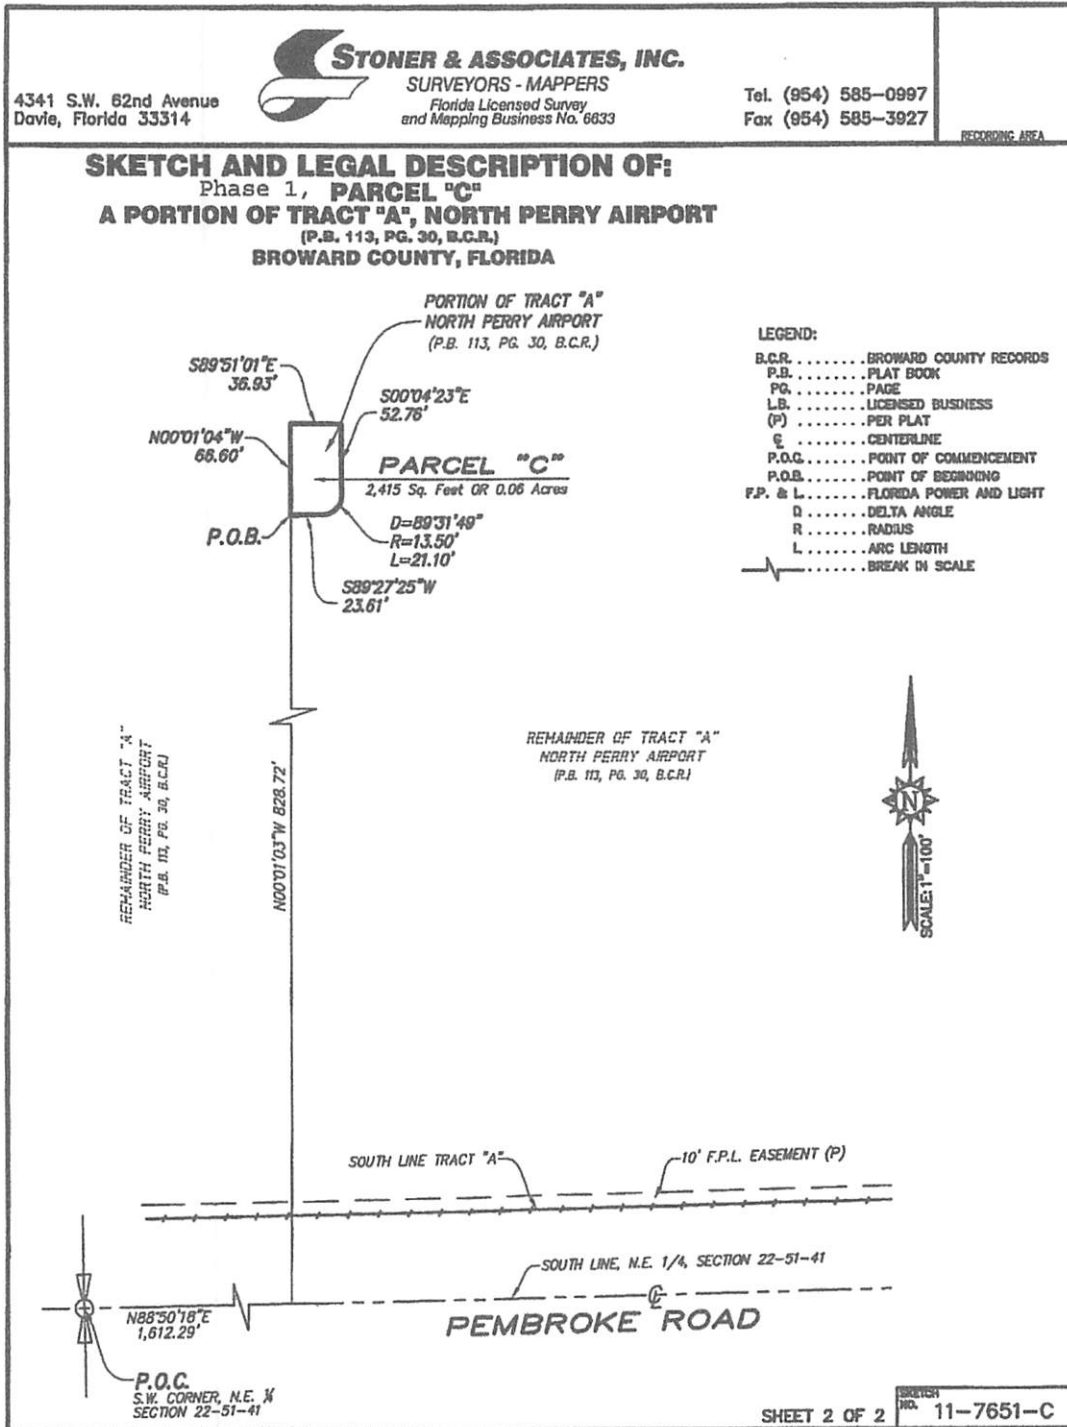 STONER & ASSOCIATES, INC.
SURVEYORS - MAPPERS
Florida Licensed Survey
and Mapping Business No. 6633
4341 S.W. 62nd Avenue
Davie, Florida 33314
Tel. (954) 585-0997
Fax (954) 585-3927
RECORDING AREA
SKETCH AND LEGAL DESCRIPTION OF:
Phase 1, PARCEL "C"
A PORTION OF TRACT "A", NORTH PERRY AIRPORT
(P.B. 113, PG. 30, B.C.R.)
BROWARD COUNTY, FLORIDA
PORTION OF TRACT "A"
NORTH PERRY AIRPORT
(P.B. 113, PG. 30, B.C.R.)
S89°51'01"E
36.93'
S00°04'23"E
52.76'
N00°01'04"W
66.60'
PARCEL "C"
2,415 Sq. Feet OR 0.06 Acres
P.O.B.
D=89°31'49"
R=13.50'
L=21.10'
S89°27'25"W
23.61'
LEGEND:
B.C.R. ........ BROWARD COUNTY RECORDS
P.B. ........ PLAT BOOK
PG. ........ PAGE
L.B. ........ LICENSED BUSINESS
(P) ........ PER PLAT
℄ ........ CENTERLINE
P.O.C. ....... POINT OF COMMENCEMENT
P.O.B. ....... POINT OF BEGINNING
F.P. & L. ....... FLORIDA POWER AND LIGHT
D ....... DELTA ANGLE
R ....... RADIUS
L ....... ARC LENGTH
....... BREAK IN SCALE
REMAINDER OF TRACT "A"
NORTH PERRY AIRPORT
(P.B. 113, PG. 30, B.C.R.)
N00°01'03"W 828.72'
REMAINDER OF TRACT "A"
NORTH PERRY AIRPORT
(P.B. 113, PG. 30, B.C.R.)
N
SCALE: 1"=100'
SOUTH LINE TRACT "A"
10' F.P.L. EASEMENT (P)
SOUTH LINE, N.E. 1/4, SECTION 22-51-41
℄
PEMBROKE ROAD
N88°50'18"E
1,612.29'
P.O.C.
S.W. CORNER, N.E. ¼
SECTION 22-51-41
SHEET 2 OF 2
SKETCH
NO. 11-7651-C